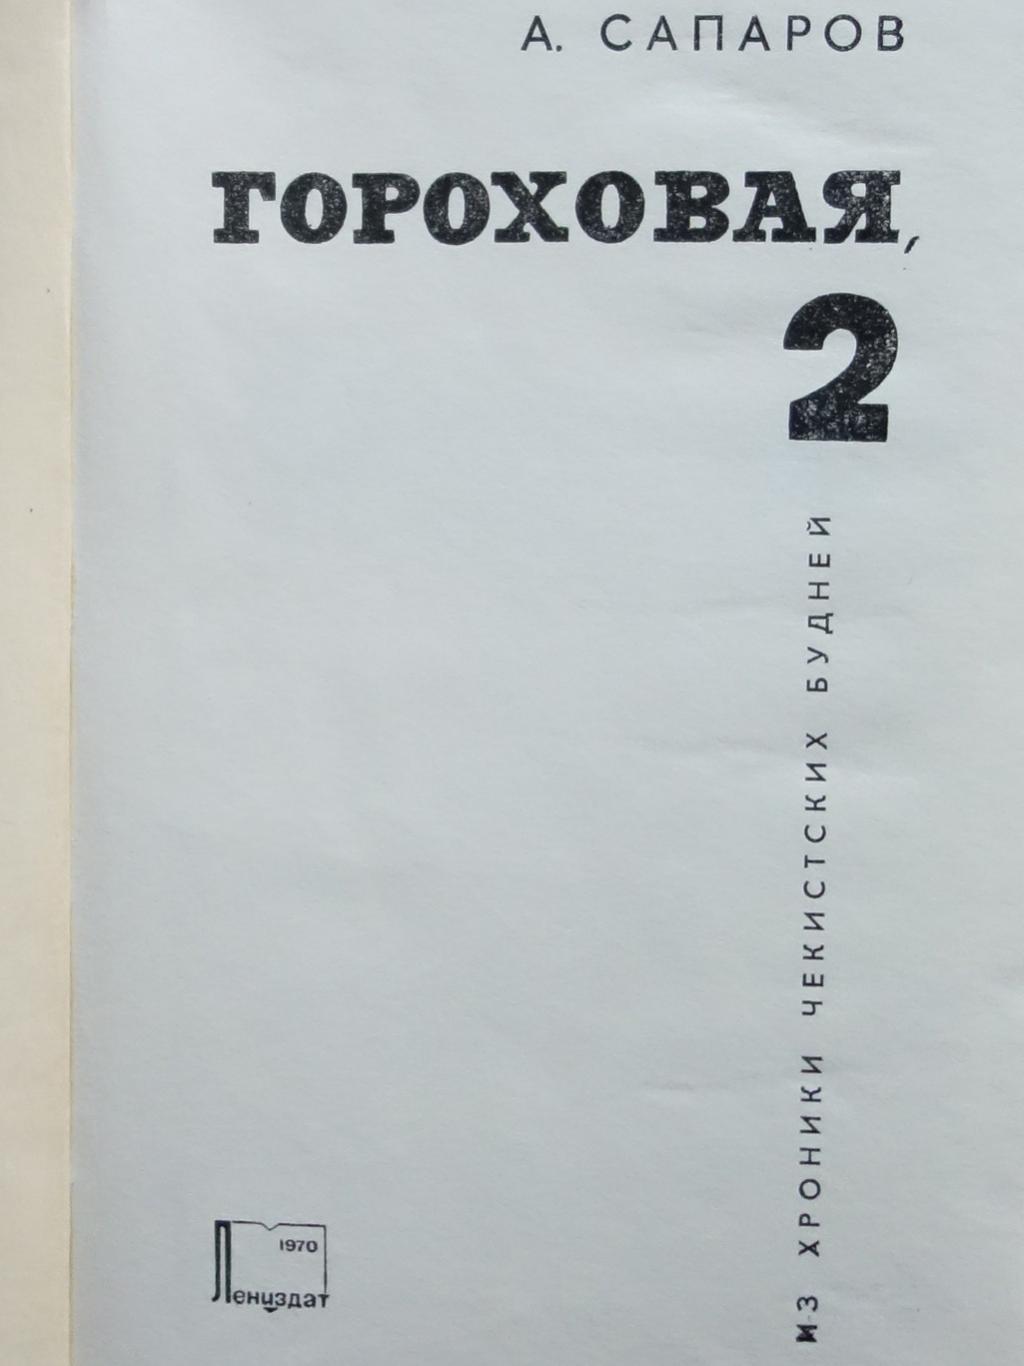 А. САПАРОВ
ГОРОХОВАЯ,
2
ИЗ ХРОНИКИ ЧЕКИСТСКИХ БУДНЕЙ
1970
Лениздат